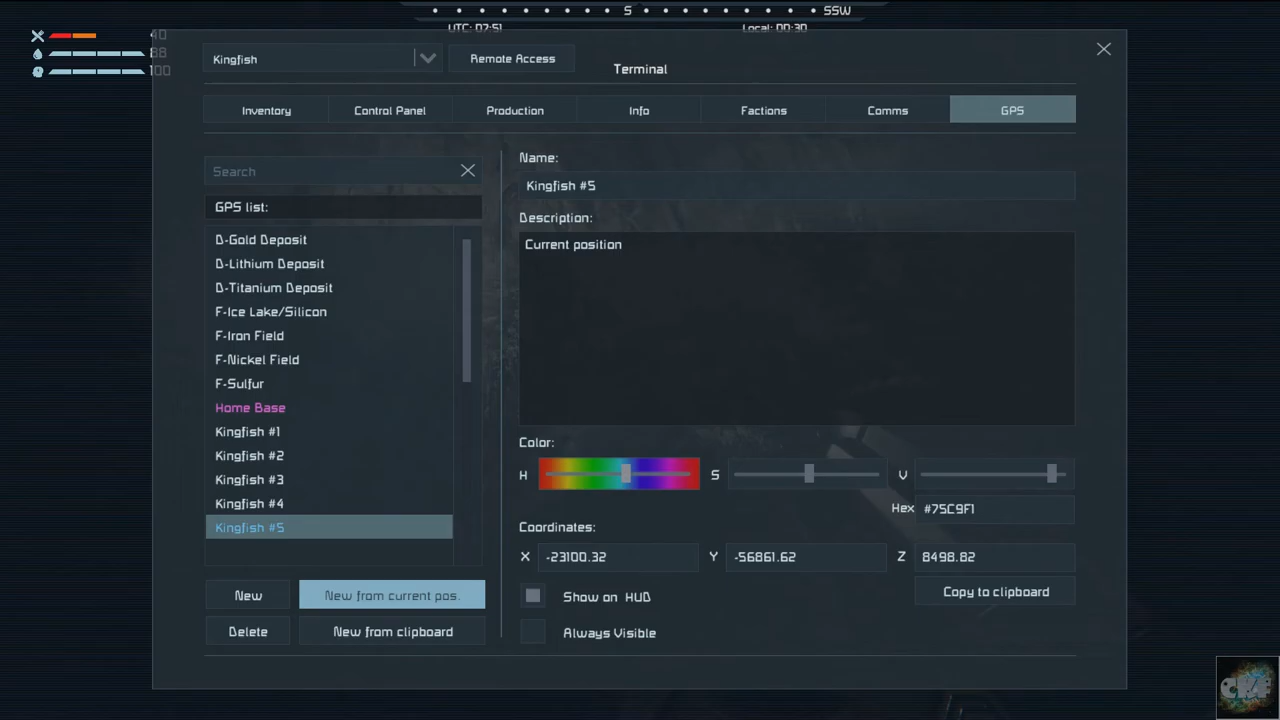 S SSW
UTC: 07:51 Local: 00:30
40
88
100
Kingfish Remote Access
Terminal
Inventory Control Panel Production Info Factions Comms GPS
Search
GPS list:
D-Gold Deposit
D-Lithium Deposit
D-Titanium Deposit
F-Ice Lake/Silicon
F-Iron Field
F-Nickel Field
F-Sulfur
Home Base
Kingfish #1
Kingfish #2
Kingfish #3
Kingfish #4
Kingfish #5
New New from current pos.
Delete New from clipboard
Name:
Kingfish #5
Description:
Current position
Color:
H S V
Hex #75C9F1
Coordinates:
X -23100.32 Y -56861.62 Z 8498.82
Show on HUD Copy to clipboard
Always Visible
CKF